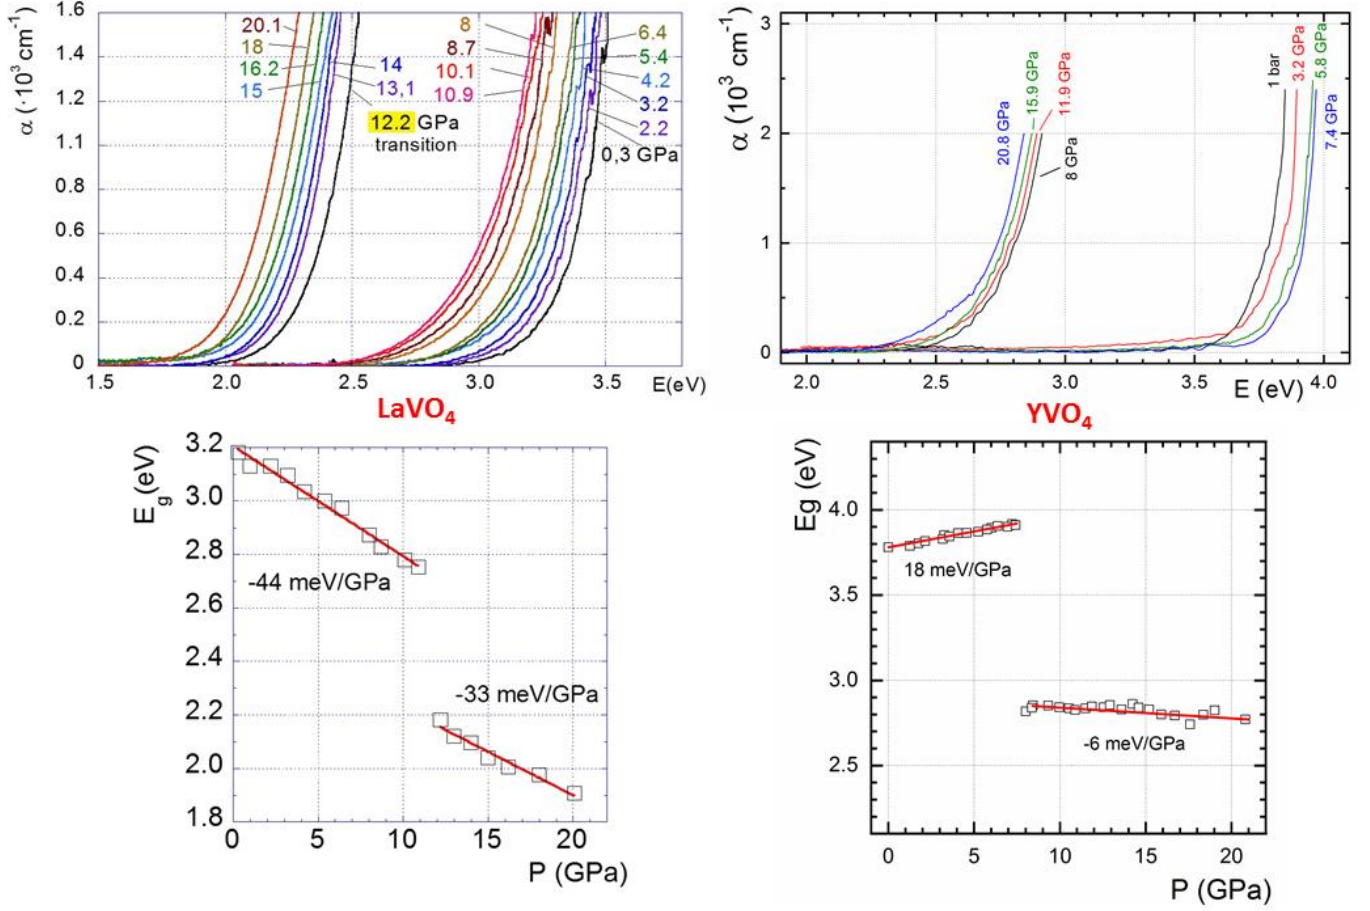 1.6
1.4
1.2
0.8
0.6
0.4
0.2
0
α (·10³ cm⁻¹)
20.1
18
16.2
15
14
13,1
12.2 GPa
transition
8
8.7
10.1
10.9
6.4
5.4
4.2
3.2
2.2
0,3 GPa
1.5
2.0
2.5
3.0
3.5
E(eV)
LaVO₄
3
2
1
0
α (10³ cm⁻¹)
20.8 GPa
15.9 GPa
11.9 GPa
8 GPa
1 bar
3.2 GPa
5.8 GPa
7.4 GPa
2.0
2.5
3.0
3.5
4.0
E (eV)
YVO₄
E_g(eV)
3.2
3.0
2.8
2.6
2.4
2.2
2.0
1.8
-44 meV/GPa
-33 meV/GPa
0
5
10
15
20
P (GPa)
Eg (eV)
4.0
3.5
3.0
2.5
18 meV/GPa
-6 meV/GPa
0
5
10
15
20
P (GPa)